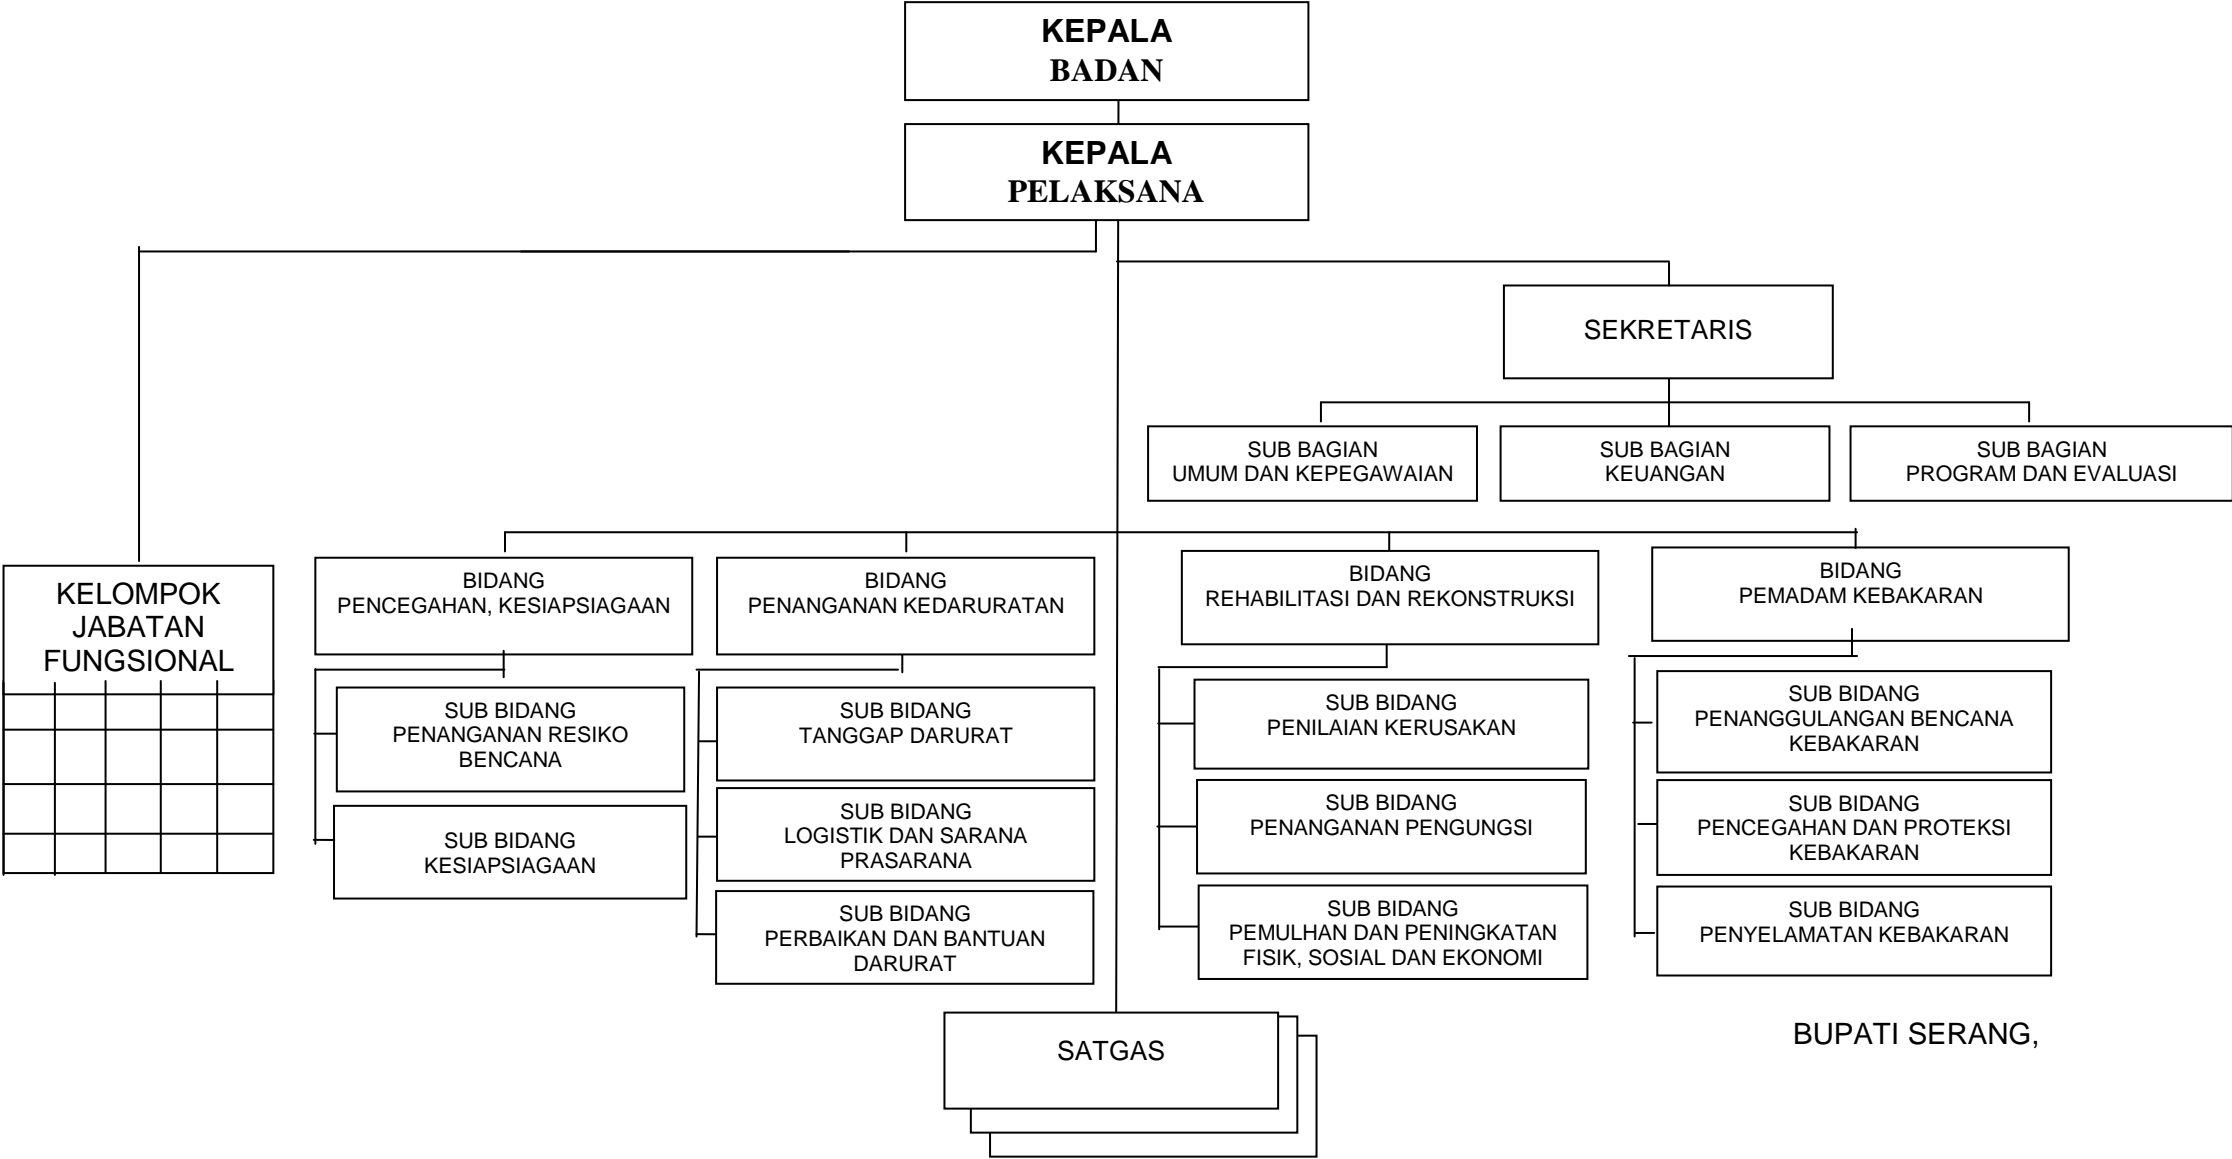 KEPALA
BADAN
KEPALA
PELAKSANA
SEKRETARIS
SUB BAGIAN
UMUM DAN KEPEGAWAIAN
SUB BAGIAN
KEUANGAN
SUB BAGIAN
PROGRAM DAN EVALUASI
KELOMPOK
JABATAN
FUNGSIONAL
BIDANG
PENCEGAHAN, KESIAPSIAGAAN
BIDANG
PENANGANAN KEDARURATAN
BIDANG
REHABILITASI DAN REKONSTRUKSI
BIDANG
PEMADAM KEBAKARAN
SUB BIDANG
PENANGANAN RESIKO
BENCANA
SUB BIDANG
KESIAPSIAGAAN
SUB BIDANG
TANGGAP DARURAT
SUB BIDANG
LOGISTIK DAN SARANA
PRASARANA
SUB BIDANG
PERBAIKAN DAN BANTUAN
DARURAT
SUB BIDANG
PENILAIAN KERUSAKAN
SUB BIDANG
PENANGANAN PENGUNGSI
SUB BIDANG
PEMULHAN DAN PENINGKATAN
FISIK, SOSIAL DAN EKONOMI
SUB BIDANG
PENANGGULANGAN BENCANA
KEBAKARAN
SUB BIDANG
PENCEGAHAN DAN PROTEKSI
KEBAKARAN
SUB BIDANG
PENYELAMATAN KEBAKARAN
SATGAS
BUPATI SERANG,